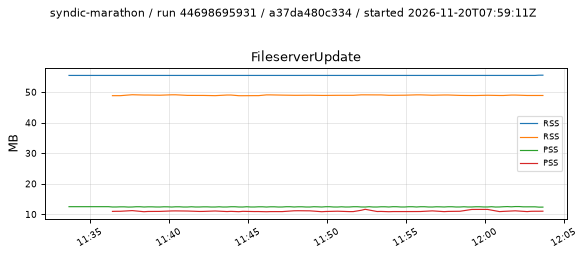 syndic-marathon / run 44698695931 / a37da480c334 / started 2026-11-20T07:59:11Z
FileserverUpdate
MB
50
40
30
20
10
RSS
RSS
PSS
PSS
11:35
11:40
11:45
11:50
11:55
12:00
12:05